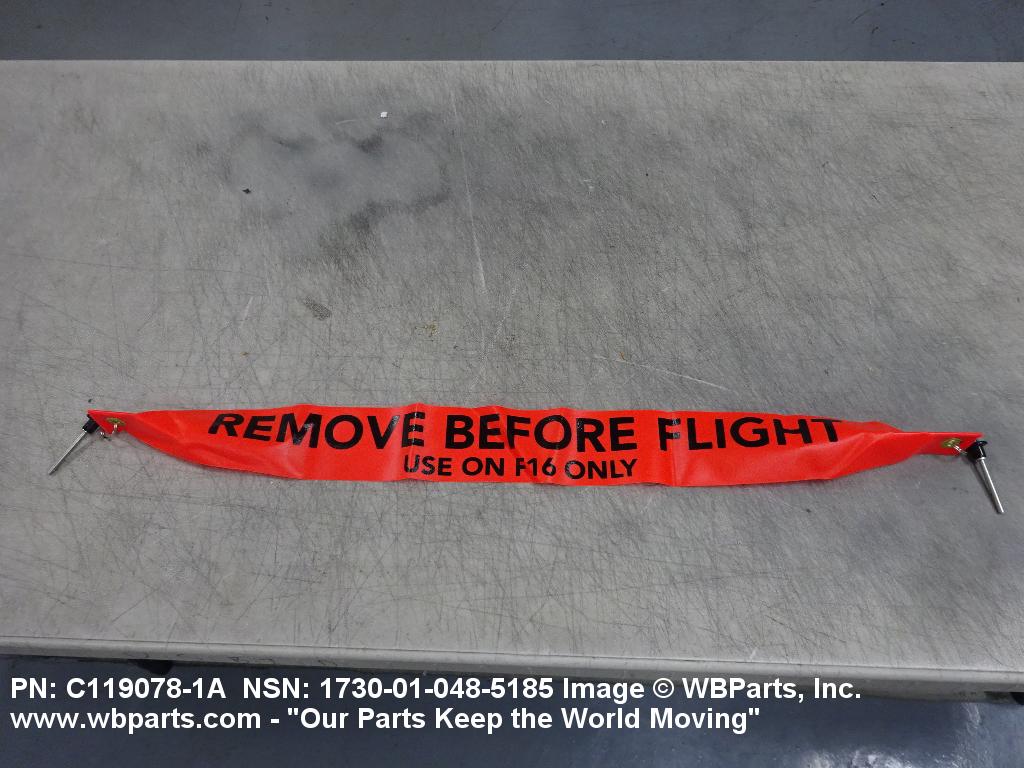 REMOVE BEFORE FLIGHT
USE ON F16 ONLY
PN: C119078-1A  NSN: 1730-01-048-5185 Image © WBParts, Inc.
www.wbparts.com - "Our Parts Keep the World Moving"